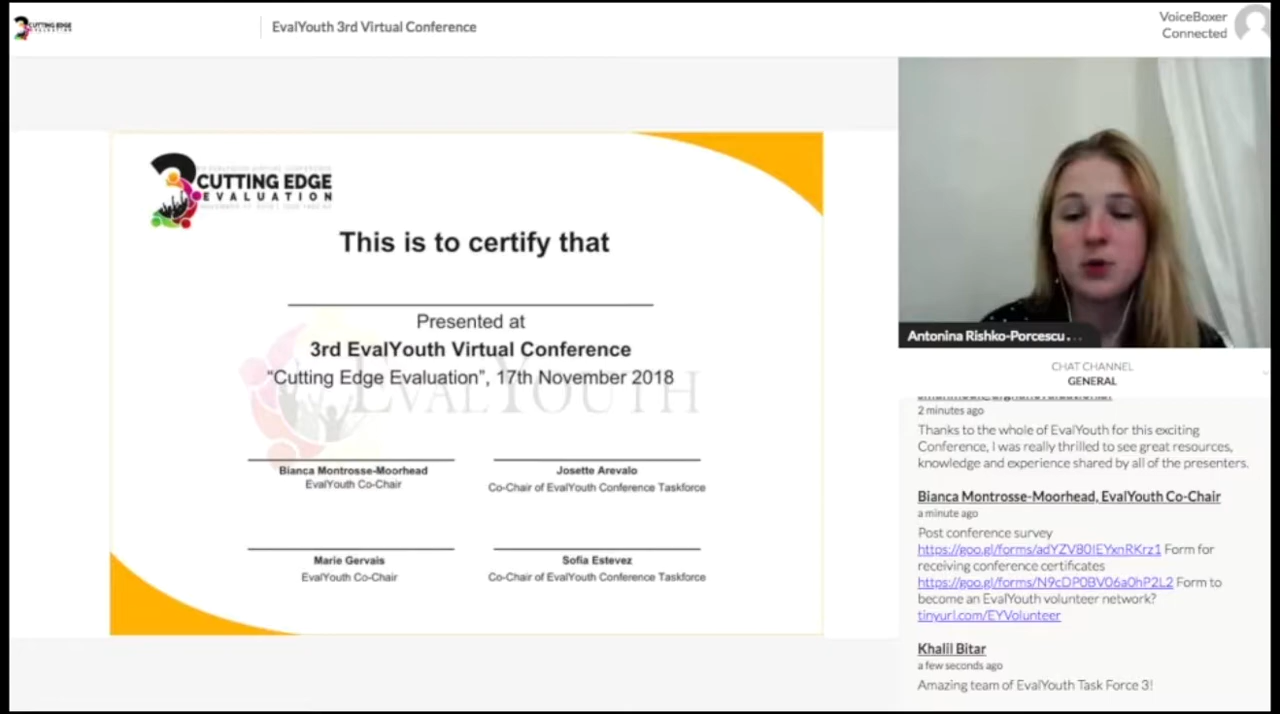 CUTTING EDGE
EVALUATION
EvalYouth 3rd Virtual Conference
VoiceBoxer
Connected
CUTTING EDGE
EVALUATION
This is to certify that
Presented at
3rd EvalYouth Virtual Conference
“Cutting Edge Evaluation”, 17th November 2018
EVALYOUTH
Bianca Montrosse-Moorhead
EvalYouth Co-Chair
Josette Arevalo
Co-Chair of EvalYouth Conference Taskforce
Marie Gervais
EvalYouth Co-Chair
Sofia Estevez
Co-Chair of EvalYouth Conference Taskforce
Antonina Rishko-Porcescu...
CHAT CHANNEL
GENERAL
2 minutes ago
Thanks to the whole of EvalYouth for this exciting
Conference, I was really thrilled to see great resources,
knowledge and experience shared by all of the presenters.
Bianca Montrosse-Moorhead, EvalYouth Co-Chair
a minute ago
Post conference survey
https://goo.gl/forms/adYZVB0IEYxnRKrz1 Form for
receiving conference certificates
https://goo.gl/forms/N9cDP0BV06a0hP2L2 Form to
become an EvalYouth volunteer network?
tinyurl.com/EYVolunteer
Khalil Bitar
a few seconds ago
Amazing team of EvalYouth Task Force 3!